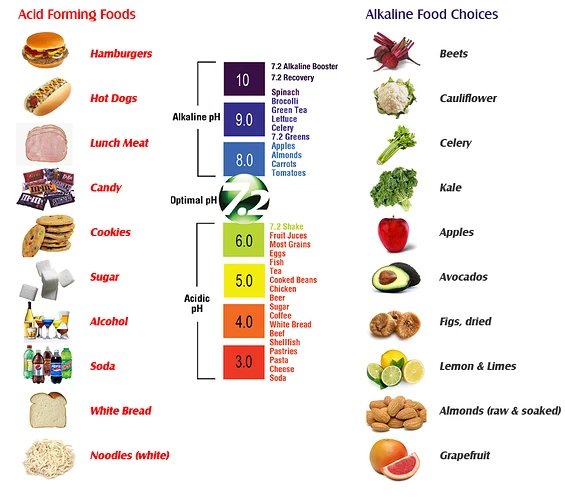 Acid Forming Foods
Hamburgers
Hot Dogs
Lunch Meat
Candy
Cookies
Sugar
Alcohol
Soda
White Bread
Noodles (white)
Alkaline pH
Optimal pH
Acidic
pH
10
9.0
8.0
7.2
6.0
5.0
4.0
3.0
7.2 Alkaline Booster
7.2 Recovery
Spinach
Brocolli
Green Tea
Lettuce
Celery
7.2 Greens
Apples
Almonds
Carrots
Tomatoes
7.2 Shake
Fruit Juces
Most Grains
Eggs
Fish
Tea
Cooked Beans
Chicken
Beer
Sugar
Coffee
White Bread
Beef
Shellfish
Pastries
Pasta
Cheese
Soda
Alkaline Food Choices
Beets
Cauliflower
Celery
Kale
Apples
Avocados
Figs, dried
Lemon & Limes
Almonds (raw & soaked)
Grapefruit